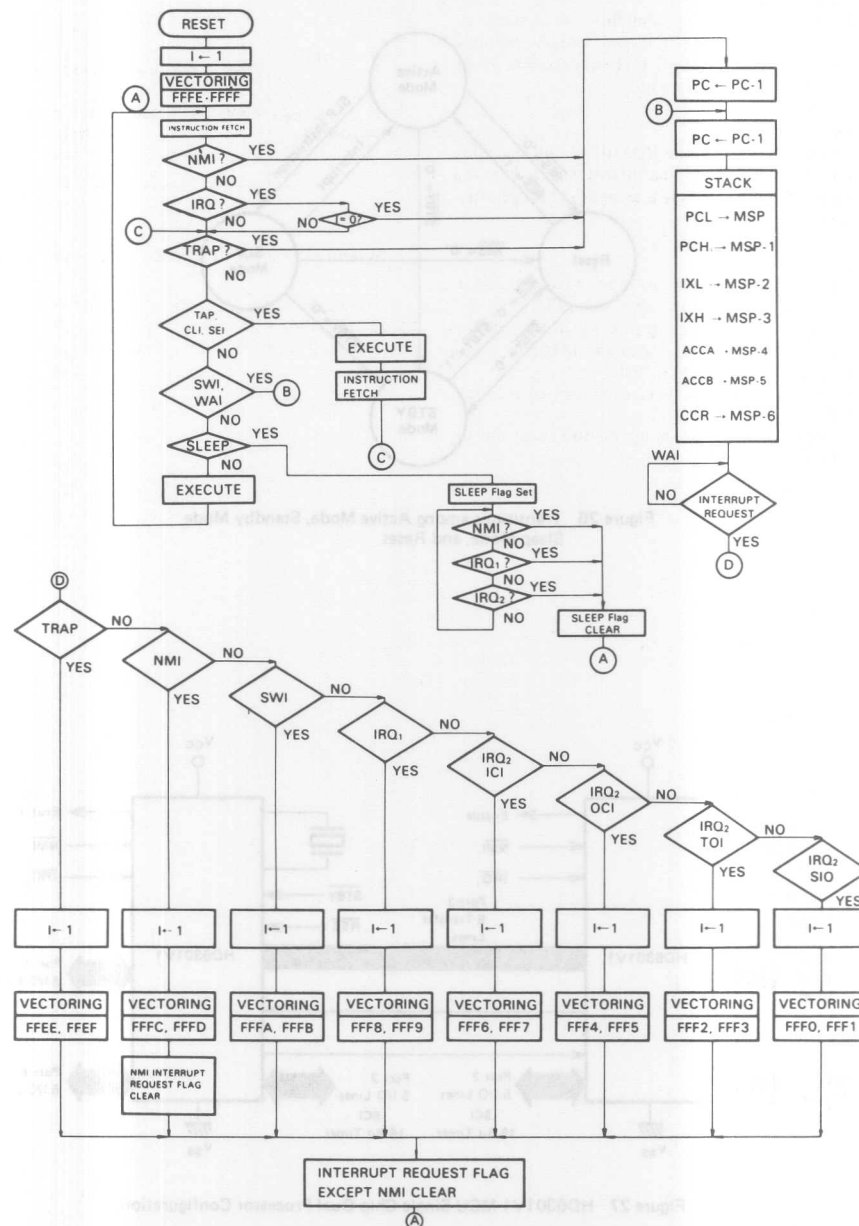 RESET
I ← 1
VECTORING
FFFE - FFFF
A
INSTRUCTION FETCH
NMI ?
YES
NO
IRQ ?
YES
NO
I = 0?
YES
NO
C
TRAP ?
YES
NO
TAP.
CLI, SEI
YES
NO
EXECUTE
INSTRUCTION
FETCH
C
SWI,
WAI
YES
B
NO
SLEEP
YES
NO
EXECUTE
SLEEP Flag Set
NMI ?
YES
NO
IRQ₁ ?
YES
NO
IRQ₂ ?
YES
NO
SLEEP Flag
CLEAR
A
PC ← PC-1
B
PC ← PC-1
STACK
PCL → MSP
PCH → MSP-1
IXL → MSP-2
IXH → MSP-3
ACCA → MSP-4
ACCB → MSP-5
CCR → MSP-6
WAI
NO
INTERRUPT
REQUEST
YES
D
D
TRAP
NO
YES
NMI
NO
YES
SWI
NO
YES
IRQ₁
NO
YES
IRQ₂
ICI
NO
YES
IRQ₂
OCI
NO
YES
IRQ₂
TOI
NO
YES
IRQ₂
SIO
YES
I ← 1
I ← 1
I ← 1
I ← 1
I ← 1
I ← 1
I ← 1
I ← 1
VECTORING
FFEE, FFEF
VECTORING
FFFC, FFFD
VECTORING
FFFA, FFFB
VECTORING
FFF8, FFF9
VECTORING
FFF6, FFF7
VECTORING
FFF4, FFF5
VECTORING
FFF2, FFF3
VECTORING
FFF0, FFF1
NMI INTERRUPT
REQUEST FLAG
CLEAR
INTERRUPT REQUEST FLAG
EXCEPT NMI CLEAR
A